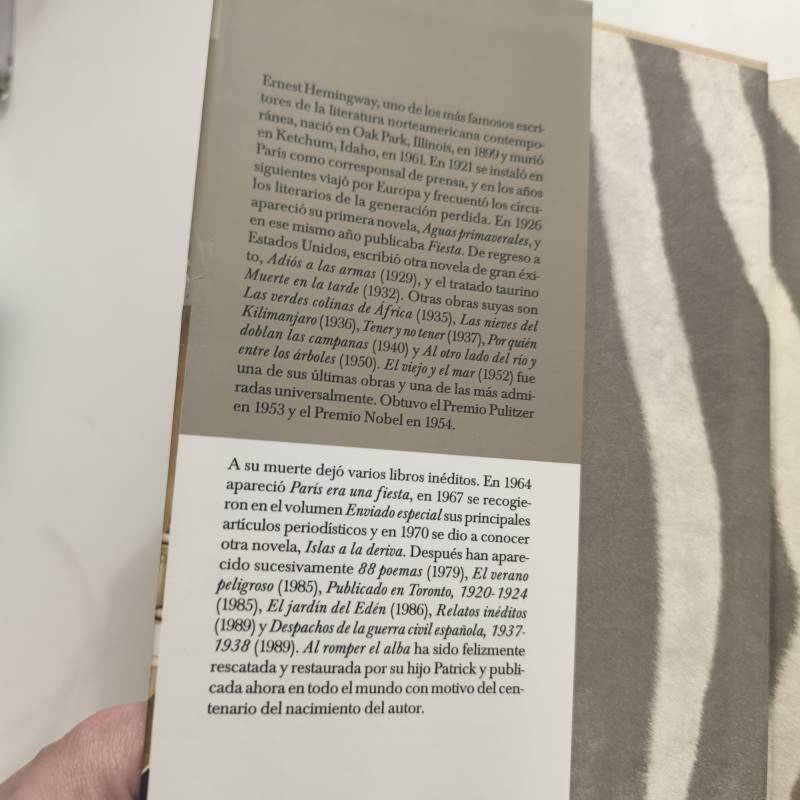 Ernest Hemingway, uno de los más famosos escri-
tores de la literatura norteamericana contempo-
ránea, nació en Oak Park, Illinois, en 1899 y murió
en Ketchum, Idaho, en 1961. En 1921 se instaló en
París como corresponsal de prensa, y en los años
siguientes viajó por Europa y frecuentó los círcu-
los literarios de la generación perdida. En 1926
apareció su primera novela, Aguas primaverales, y
en ese mismo año publicaba Fiesta. De regreso a
Estados Unidos, escribió otra novela de gran éxi-
to, Adiós a las armas (1929), y el tratado taurino
Muerte en la tarde (1932). Otras obras suyas son
Las verdes colinas de África (1935), Las nieves del
Kilimanjaro (1936), Tener y no tener (1937), Por quién
doblan las campanas (1940) y Al otro lado del río y
entre los árboles (1950). El viejo y el mar (1952) fue
una de sus últimas obras y una de las más admi-
radas universalmente. Obtuvo el Premio Pulitzer
en 1953 y el Premio Nobel en 1954.
A su muerte dejó varios libros inéditos. En 1964
apareció París era una fiesta, en 1967 se recogie-
ron en el volumen Enviado especial sus principales
artículos periodísticos y en 1970 se dio a conocer
otra novela, Islas a la deriva. Después han apare-
cido sucesivamente 88 poemas (1979), El verano
peligroso (1985), Publicado en Toronto, 1920-1924
(1985), El jardín del Edén (1986), Relatos inéditos
(1989) y Despachos de la guerra civil española, 1937-
1938 (1989). Al romper el alba ha sido felizmente
rescatada y restaurada por su hijo Patrick y publi-
cada ahora en todo el mundo con motivo del cen-
tenario del nacimiento del autor.